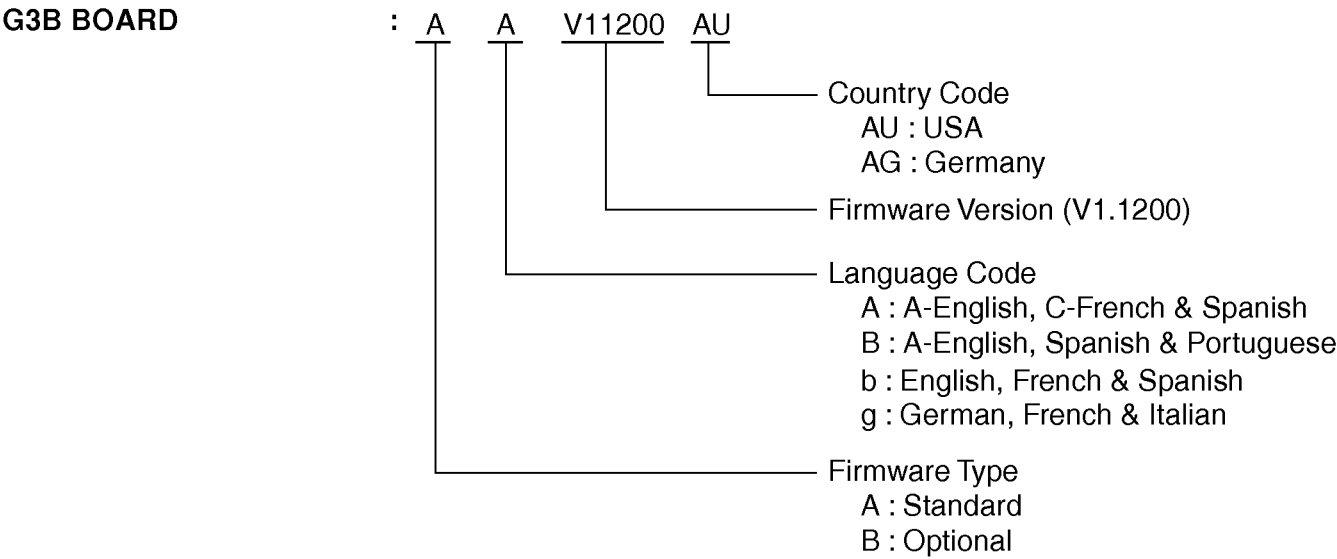 G3B BOARD : A A V11200 AU
Country Code
AU : USA
AG : Germany
Firmware Version (V1.1200)
Language Code
A : A-English, C-French & Spanish
B : A-English, Spanish & Portuguese
b : English, French & Spanish
g : German, French & Italian
Firmware Type
A : Standard
B : Optional